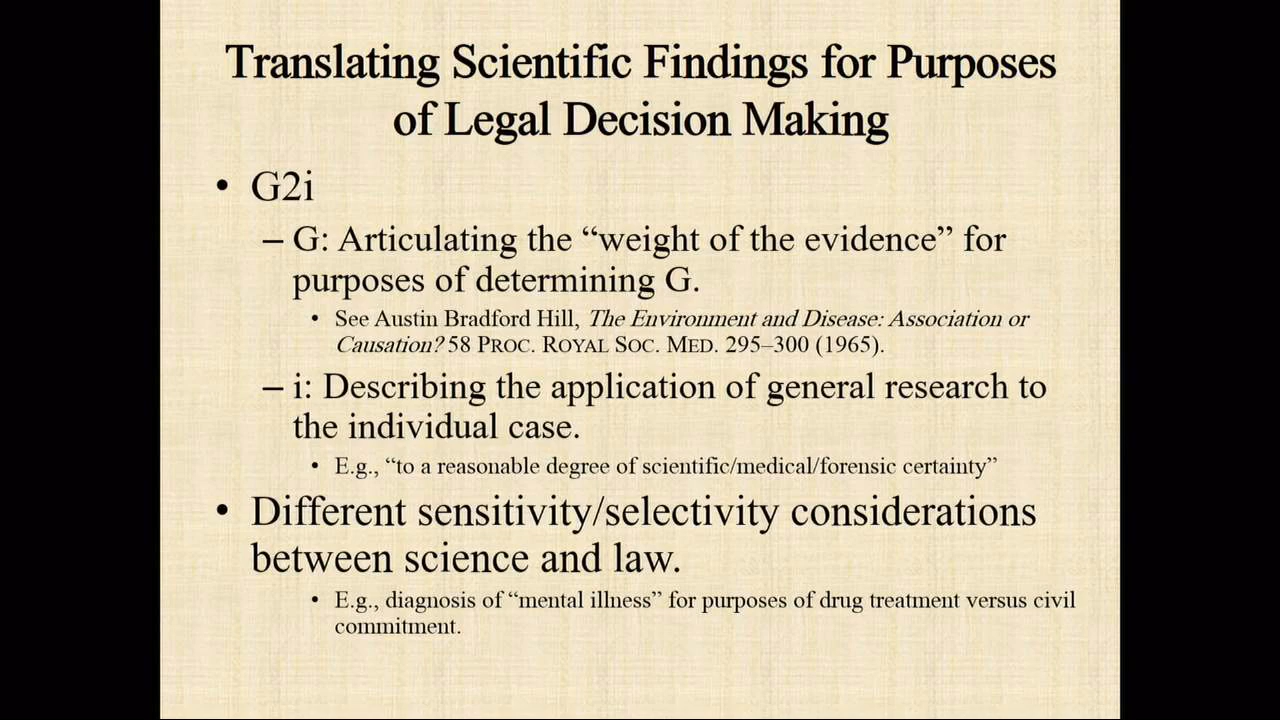 Translating Scientific Findings for Purposes
of Legal Decision Making
• G2i
– G: Articulating the “weight of the evidence” for
purposes of determining G.
• See Austin Bradford Hill, The Environment and Disease: Association or
Causation? 58 PROC. ROYAL SOC. MED. 295–300 (1965).
– i: Describing the application of general research to
the individual case.
• E.g., “to a reasonable degree of scientific/medical/forensic certainty”
• Different sensitivity/selectivity considerations
between science and law.
• E.g., diagnosis of “mental illness” for purposes of drug treatment versus civil
commitment.